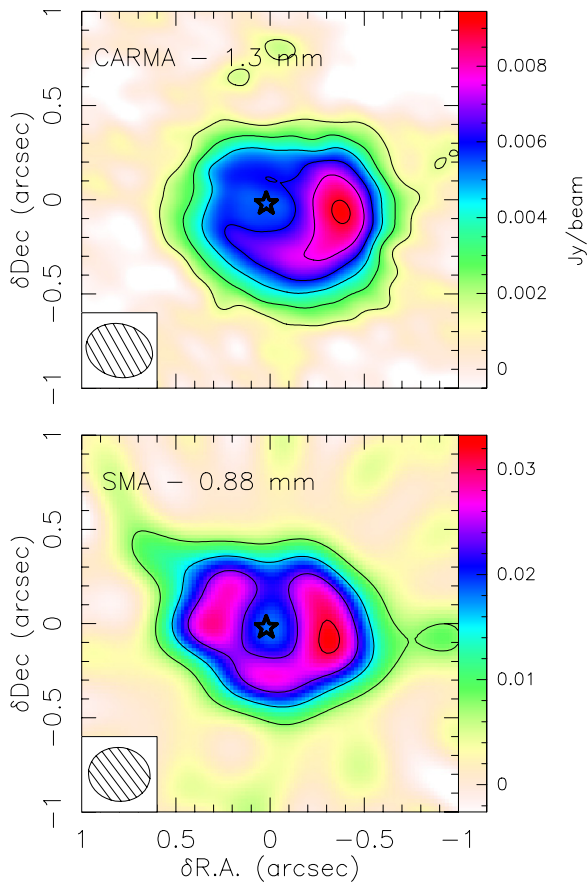 CARMA – 1.3 mm
1
0.5
0
−0.5
−1
δDec (arcsec)
0.008
0.006
0.004
0.002
0
Jy/beam
SMA – 0.88 mm
1
0.5
0
−0.5
−1
δDec (arcsec)
0.03
0.02
0.01
0
1 0.5 0 −0.5 −1
δR.A. (arcsec)